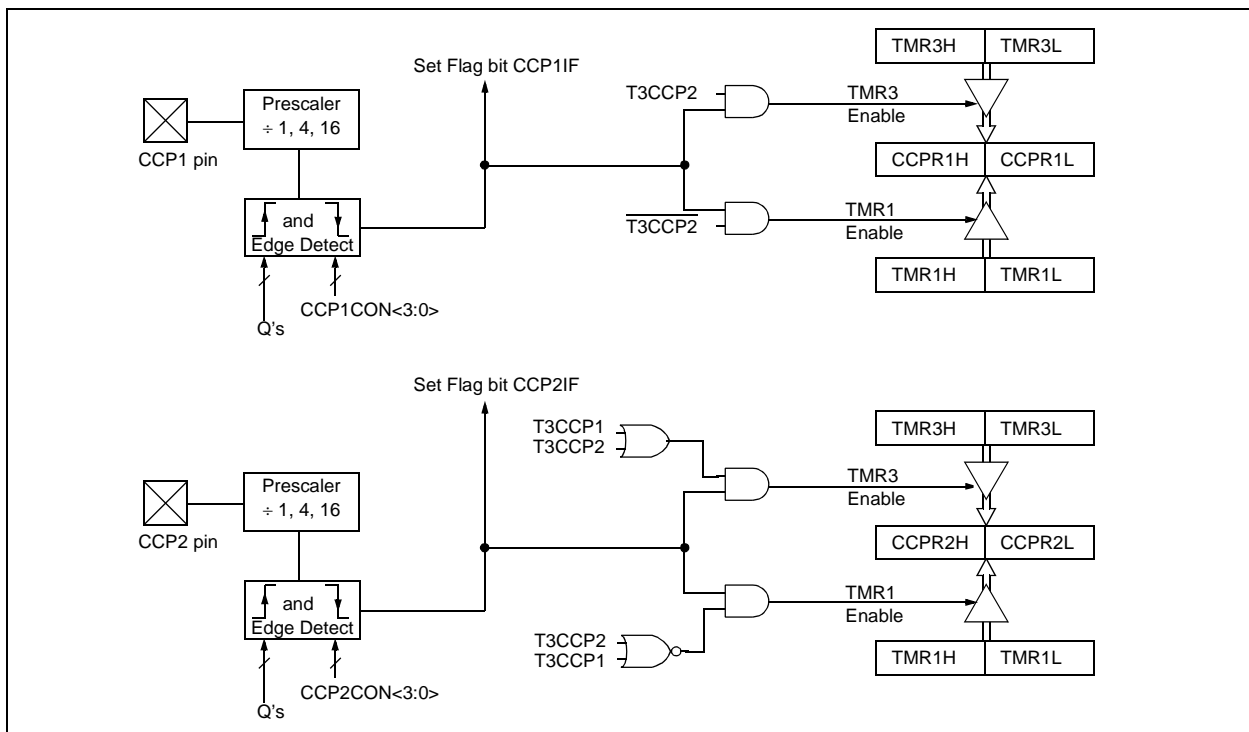 TMR3H TMR3L
Set Flag bit CCP1IF
T3CCP2
TMR3
Enable
Prescaler
÷ 1, 4, 16
CCP1 pin
CCPR1H CCPR1L
and
Edge Detect
T3CCP2
TMR1
Enable
TMR1H TMR1L
CCP1CON<3:0>
Q's
Set Flag bit CCP2IF
TMR3H TMR3L
T3CCP1
T3CCP2
TMR3
Enable
Prescaler
÷ 1, 4, 16
CCP2 pin
CCPR2H CCPR2L
and
Edge Detect
TMR1
Enable
T3CCP2
T3CCP1
TMR1H TMR1L
CCP2CON<3:0>
Q's